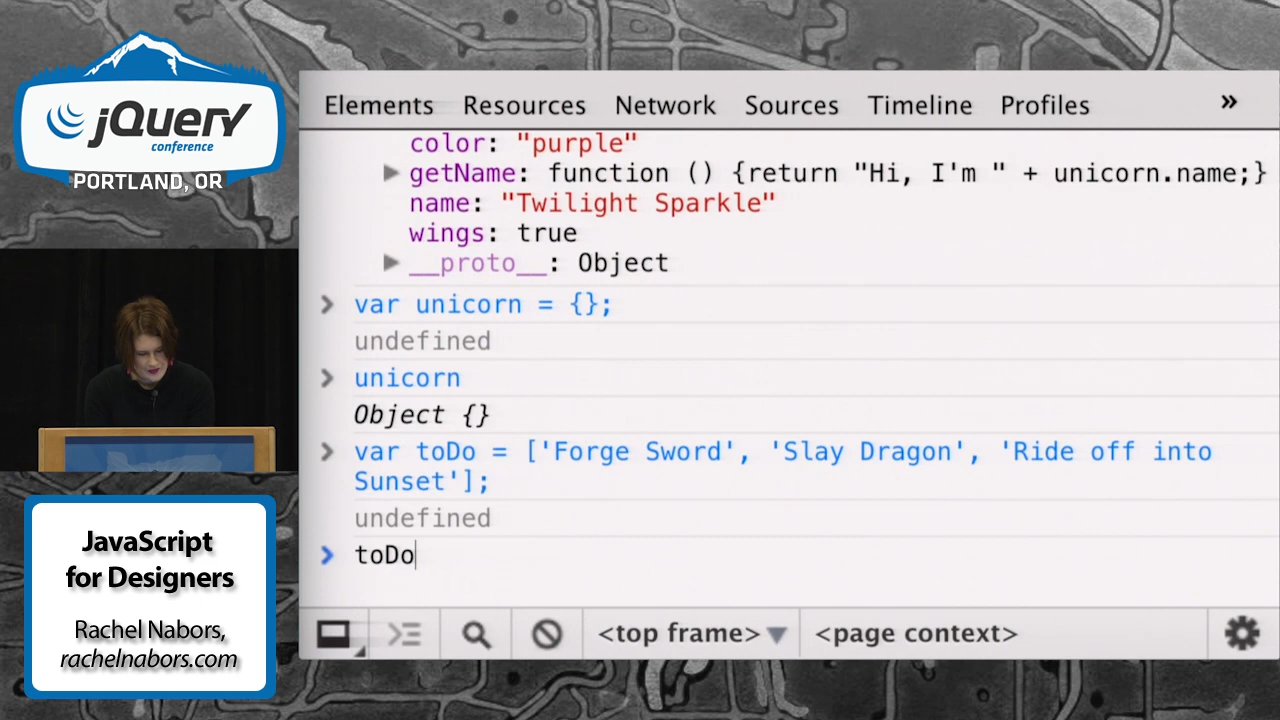 jQuery
conference
PORTLAND, OR
JavaScript
for Designers
Rachel Nabors,
rachelnabors.com
Elements Resources Network Sources Timeline Profiles »
color: "purple"
getName: function () {return "Hi, I'm " + unicorn.name;}
name: "Twilight Sparkle"
wings: true
__proto__: Object
var unicorn = {};
undefined
unicorn
Object {}
var toDo = ['Forge Sword', 'Slay Dragon', 'Ride off into
Sunset'];
undefined
toDo
<top frame> <page context>